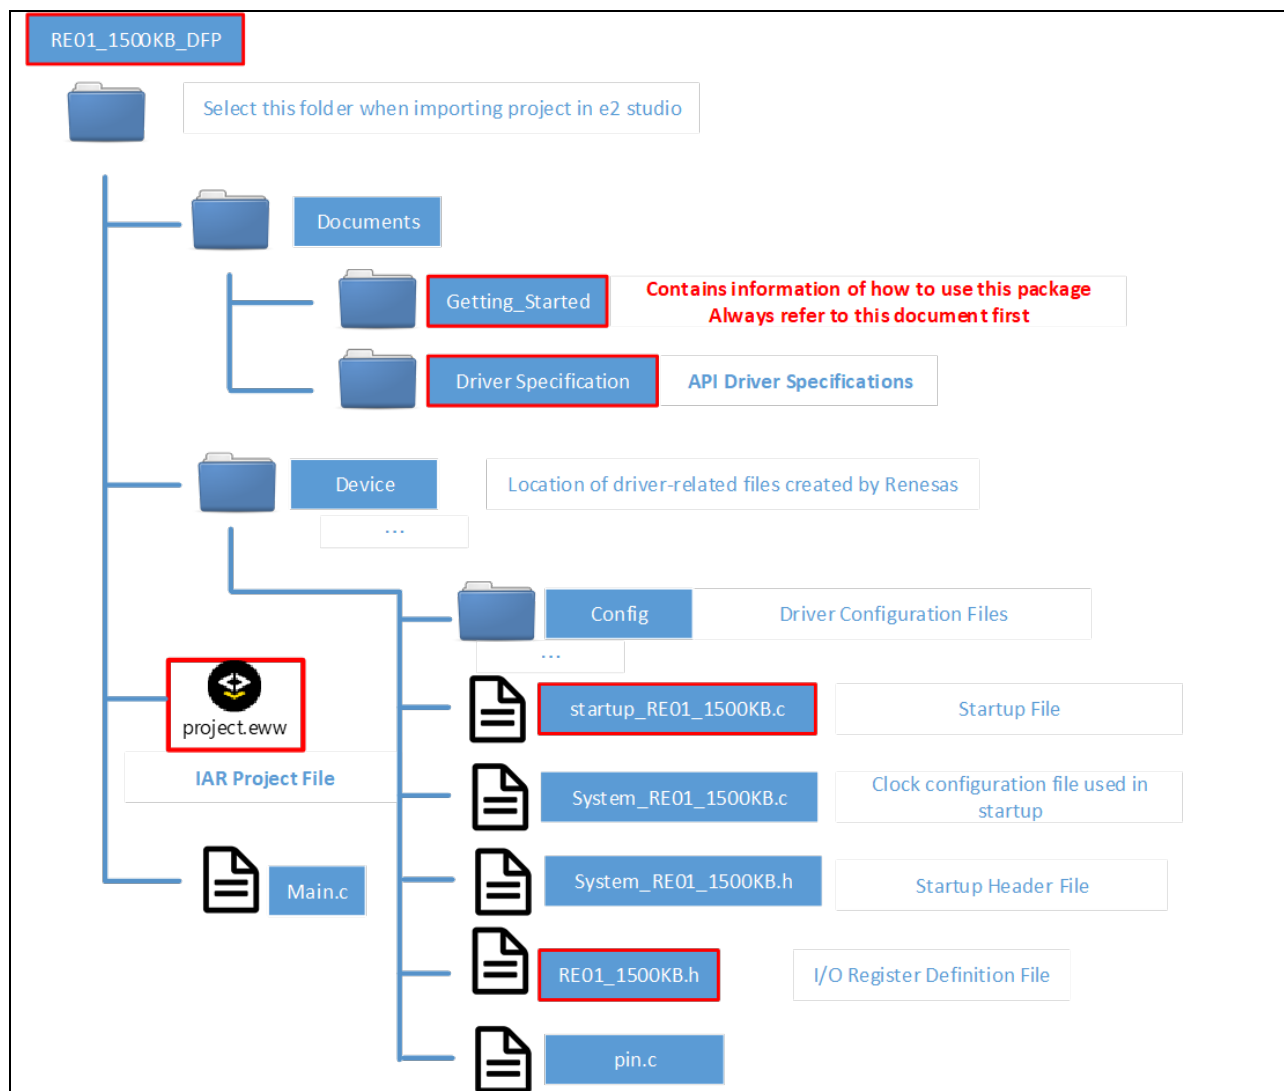 RE01_1500KB_DFP
Select this folder when importing project in e2 studio
Documents
Getting_Started
Contains information of how to use this package
Always refer to this document first
Driver Specification
API Driver Specifications
Device
Location of driver-related files created by Renesas
...
Config
Driver Configuration Files
...
project.eww
IAR Project File
startup_RE01_1500KB.c
Startup File
System_RE01_1500KB.c
Clock configuration file used in
startup
Main.c
System_RE01_1500KB.h
Startup Header File
RE01_1500KB.h
I/O Register Definition File
pin.c